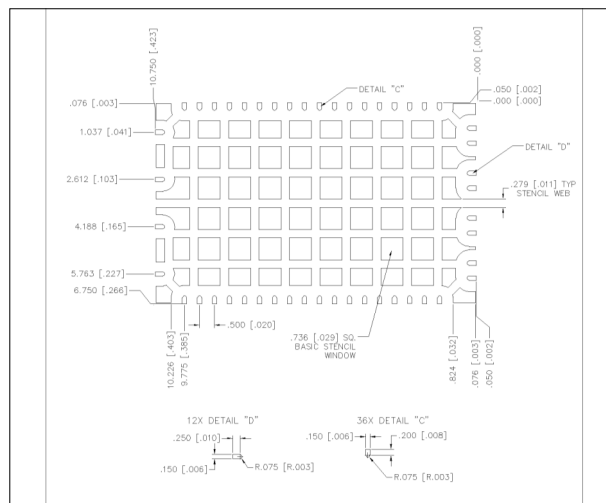 10.750 [.423]
.000 [.000]
.076 [.003]
DETAIL "C"
.050 [.002]
.000 [.000]
1.037 [.041]
DETAIL "D"
2.612 [.103]
.279 [.011] TYP
STENCIL WEB
4.188 [.165]
5.763 [.227]
6.750 [.266]
.500 [.020]
10.226 [.403]
9.775 [.385]
.736 [.029] SQ.
BASIC STENCIL
WINDOW
.824 [.032]
.076 [.003]
.050 [.002]
12X DETAIL "D"
.250 [.010]
.150 [.006]
R.075 [R.003]
36X DETAIL "C"
.150 [.006]
.200 [.008]
R.075 [R.003]